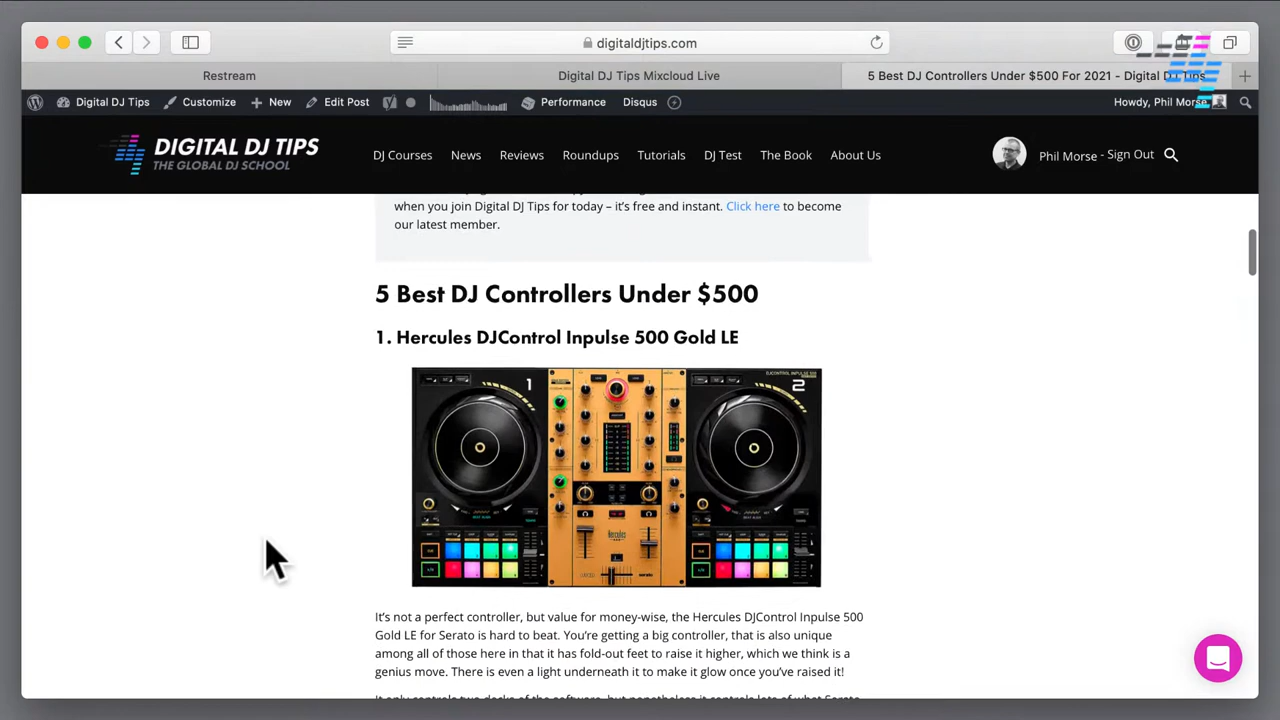 digitaldjtips.com
Restream
Digital DJ Tips Mixcloud Live
5 Best DJ Controllers Under $500 For 2021 - Digital DJ Tips
Digital DJ Tips
Customize
New
Edit Post
Performance
Disqus
Howdy, Phil Morse
DIGITAL DJ TIPS
THE GLOBAL DJ SCHOOL
DJ Courses
News
Reviews
Roundups
Tutorials
DJ Test
The Book
About Us
Phil Morse - Sign Out
when you join Digital DJ Tips for today – it's free and instant. Click here to become
our latest member.
5 Best DJ Controllers Under $500
1. Hercules DJControl Inpulse 500 Gold LE
1
2
It's not a perfect controller, but value for money-wise, the Hercules DJControl Inpulse 500
Gold LE for Serato is hard to beat. You're getting a big controller, that is also unique
among all of those here in that it has fold-out feet to raise it higher, which we think is a
genius move. There is even a light underneath it to make it glow once you've raised it!